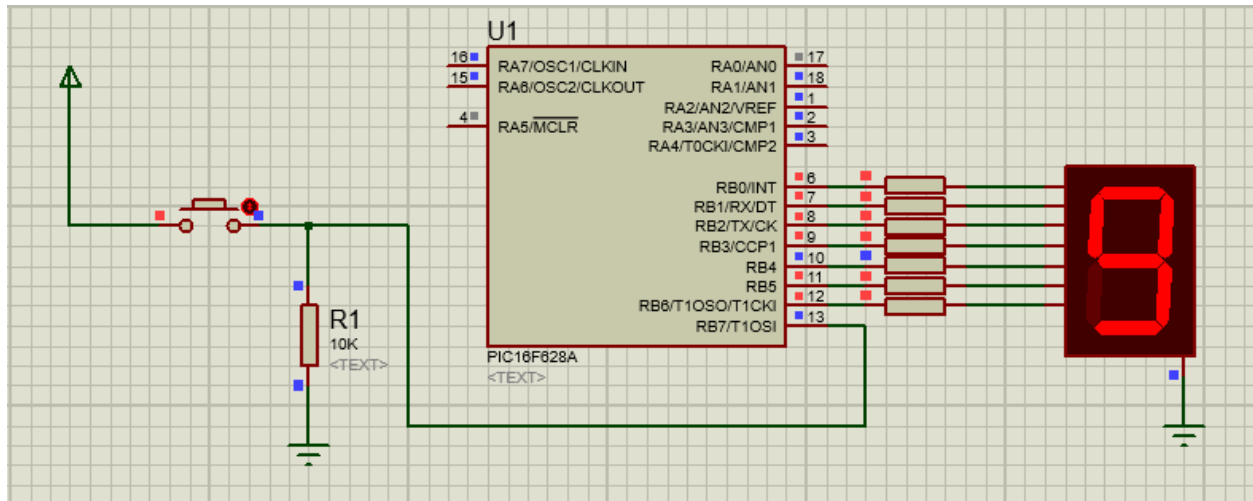 U1
16 RA7/OSC1/CLKIN RA0/AN0 17
15 RA6/OSC2/CLKOUT RA1/AN1 18
RA2/AN2/VREF 1
4 RA5/MCLR RA3/AN3/CMP1 2
RA4/T0CKI/CMP2 3
RB0/INT 6
RB1/RX/DT 7
RB2/TX/CK 8
RB3/CCP1 9
RB4 10
RB5 11
RB6/T1OSO/T1CKI 12
RB7/T1OSI 13
PIC16F628A
<TEXT>
R1
10K
<TEXT>
9